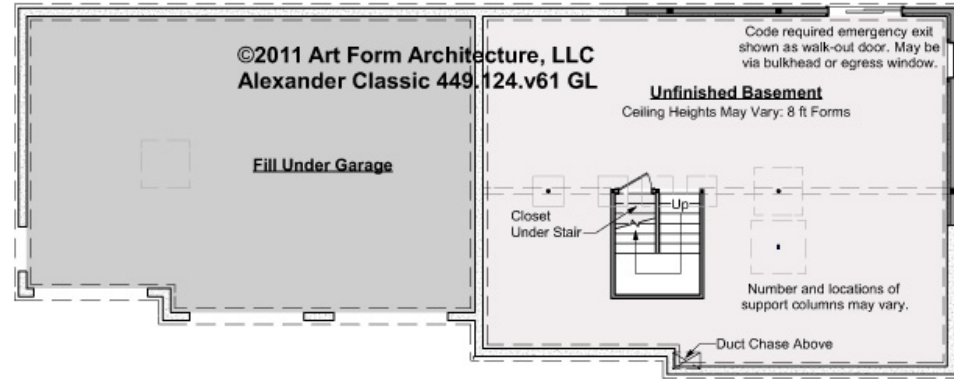 ©2011 Art Form Architecture, LLC
Alexander Classic 449.124.v61 GL
Code required emergency exit
shown as walk-out door. May be
via bulkhead or egress window.
Unfinished Basement
Ceiling Heights May Vary: 8 ft Forms
Fill Under Garage
Closet
Under Stair
Up
Number and locations of
support columns may vary.
Duct Chase Above